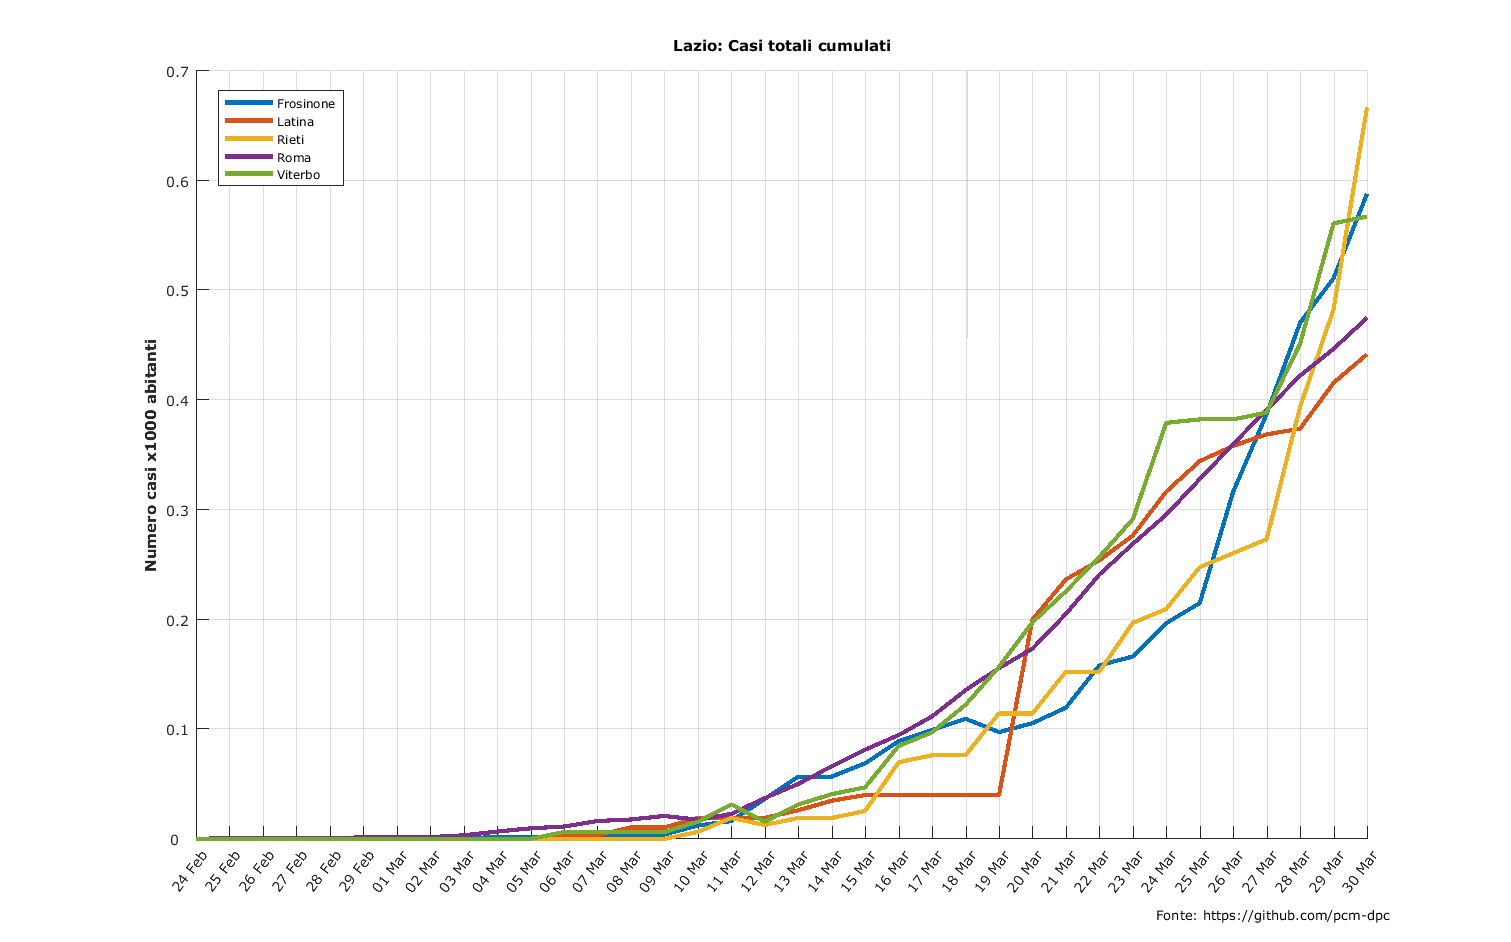 Lazio: Casi totali cumulati
Numero casi x1000 abitanti
0.7
0.6
0.5
0.4
0.3
0.2
0.1
0
Frosinone
Latina
Rieti
Roma
Viterbo
24 Feb
25 Feb
26 Feb
27 Feb
28 Feb
29 Feb
01 Mar
02 Mar
03 Mar
04 Mar
05 Mar
06 Mar
07 Mar
08 Mar
09 Mar
10 Mar
11 Mar
12 Mar
13 Mar
14 Mar
15 Mar
16 Mar
17 Mar
18 Mar
19 Mar
20 Mar
21 Mar
22 Mar
23 Mar
24 Mar
25 Mar
26 Mar
27 Mar
28 Mar
29 Mar
30 Mar
Fonte: https://github.com/pcm-dpc